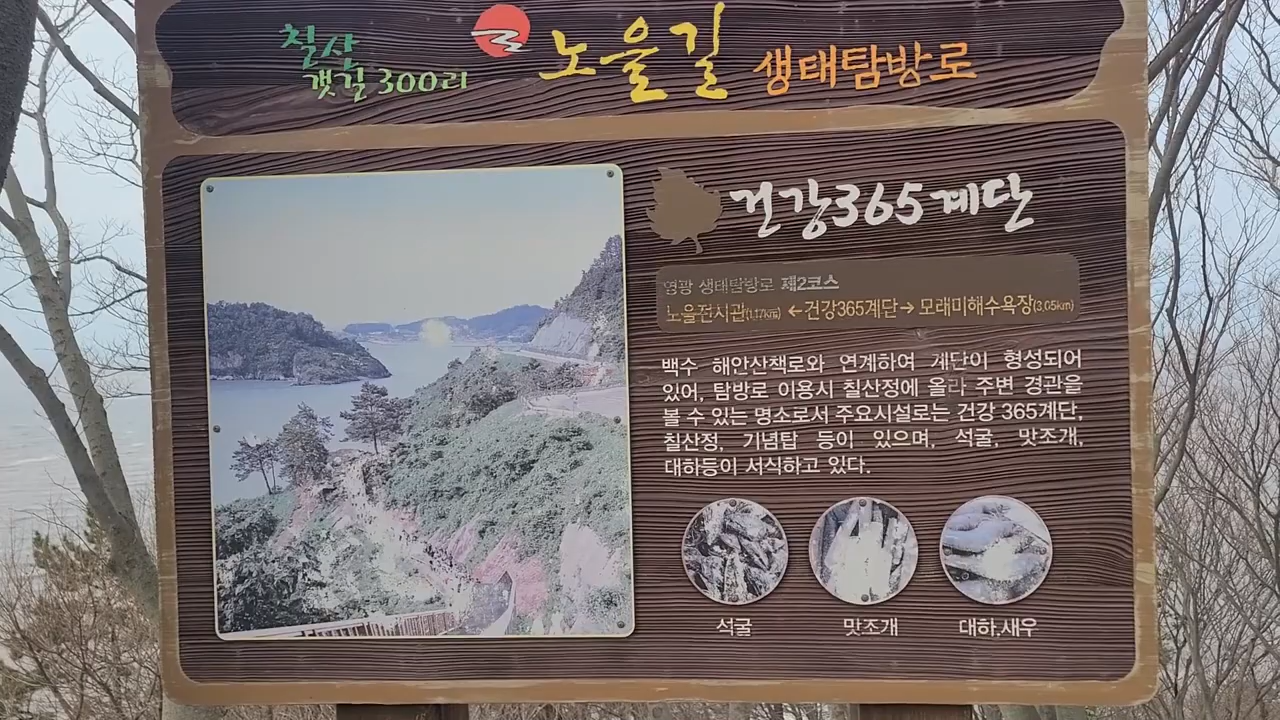 칠산
갯길 300리
노을길 생태탐방로
건강365계단
영광 생태탐방로 제2코스
노을전시관(1.17km) ←건강365계단→ 모래미해수욕장(3.05km)
백수 해안산책로와 연계하여 계단이 형성되어
있어, 탐방로 이용시 칠산정에 올라 주변 경관을
볼 수 있는 명소로서 주요시설로는 건강 365계단,
칠산정, 기념탑 등이 있으며, 석굴, 맛조개,
대하등이 서식하고 있다.
석굴
맛조개
대하,새우